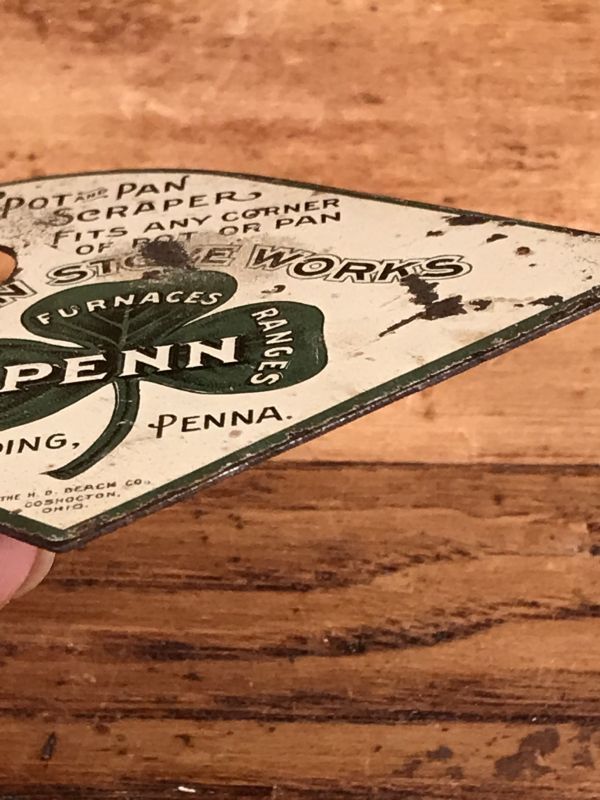 POT AND PAN
SCRAPER
FITS ANY CORNER
OF POT OR PAN
N STOVE WORKS
FURNACES
RANGES
PENN
DING, PENNA.
THE H. D. BEACH CO.,
COSHOCTON,
OHIO.